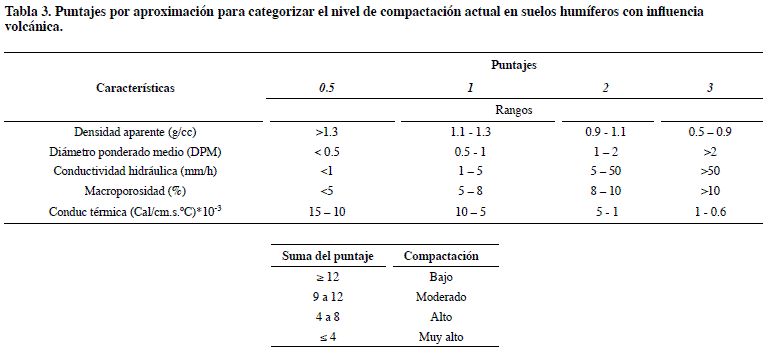 Tabla 3. Puntajes por aproximación para categorizar el nivel de compactación actual en suelos humíferos con influencia
volcánica.
Puntajes
Características 0.5 1 2 3
Rangos
Densidad aparente (g/cc) >1.3 1.1 - 1.3 0.9 - 1.1 0.5 – 0.9
Diámetro ponderado medio (DPM) < 0.5 0.5 - 1 1 – 2 >2
Conductividad hidráulica (mm/h) <1 1 – 5 5 – 50 >50
Macroporosidad (%) <5 5 – 8 8 – 10 >10
Conduc térmica (Cal/cm.s.ºC)*10⁻³ 15 – 10 10 – 5 5 - 1 1 - 0.6
Suma del puntaje Compactación
≥ 12 Bajo
9 a 12 Moderado
4 a 8 Alto
≤ 4 Muy alto